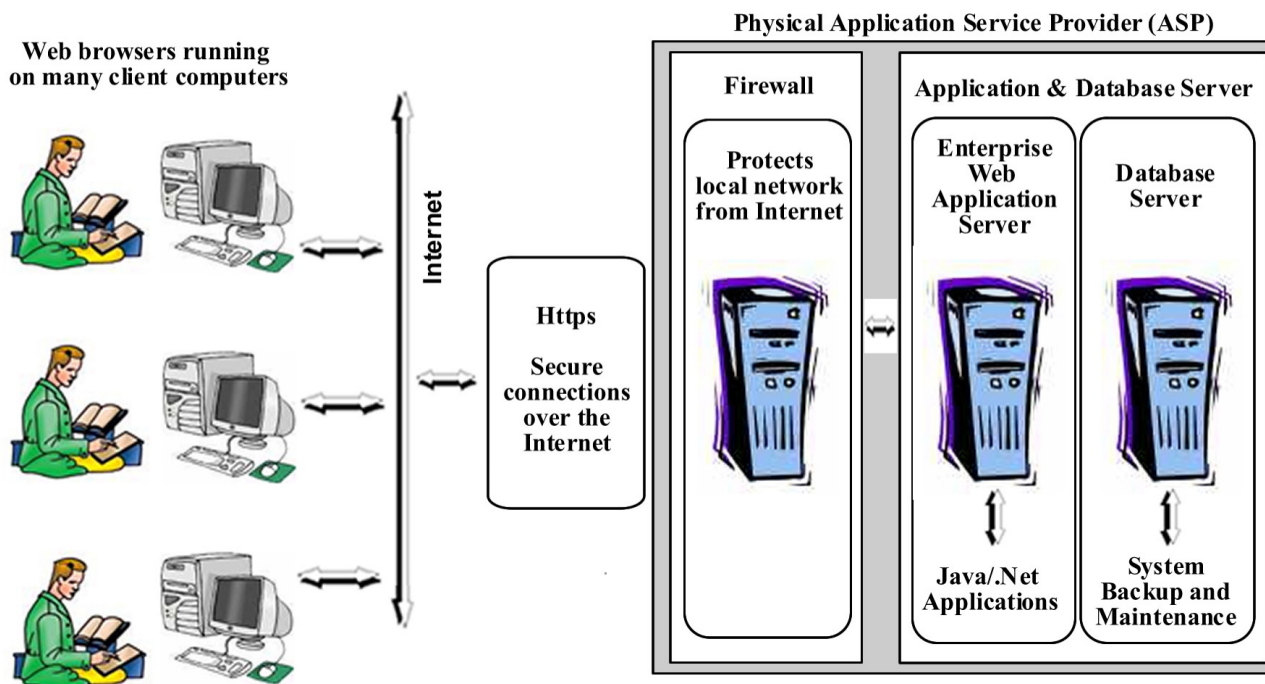 Physical Application Service Provider (ASP)
Web browsers running
on many client computers
Internet
Https
Secure
connections
over the
Internet
Firewall
Protects
local network
from Internet
Application & Database Server
Enterprise
Web
Application
Server
Java/.Net
Applications
Database
Server
System
Backup and
Maintenance